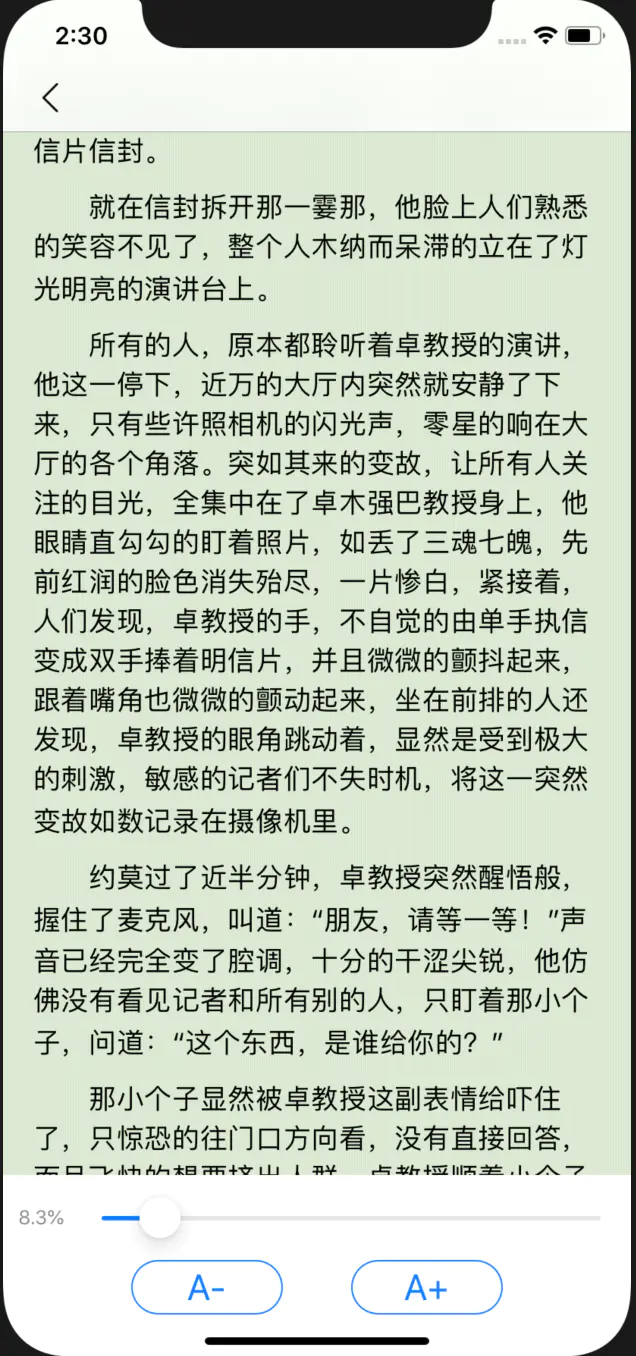 2:30
信片信封。
就在信封拆开那一霎那，他脸上人们熟悉
的笑容不见了，整个人木纳而呆滞的立在了灯
光明亮的演讲台上。
所有的人，原本都聆听着卓教授的演讲，
他这一停下，近万的大厅内突然就安静了下
来，只有些许照相机的闪光声，零星的响在大
厅的各个角落。突如其来的变故，让所有人关
注的目光，全集中在了卓木强巴教授身上，他
眼睛直勾勾的盯着照片，如丢了三魂七魄，先
前红润的脸色消失殆尽，一片惨白，紧接着，
人们发现，卓教授的手，不自觉的由单手执信
变成双手捧着明信片，并且微微的颤抖起来，
跟着嘴角也微微的颤动起来，坐在前排的人还
发现，卓教授的眼角跳动着，显然是受到极大
的刺激，敏感的记者们不失时机，将这一突然
变故如数记录在摄像机里。
约莫过了近半分钟，卓教授突然醒悟般，
握住了麦克风，叫道：“朋友，请等一等！”声
音已经完全变了腔调，十分的干涩尖锐，他仿
佛没有看见记者和所有别的人，只盯着那小个
子，问道：“这个东西，是谁给你的？”
那小个子显然被卓教授这副表情给吓住
了，只惊恐的往门口方向看，没有直接回答，
而且飞快的想要挤出人群，卓教授顺着小个子
8.3%
A-
A+